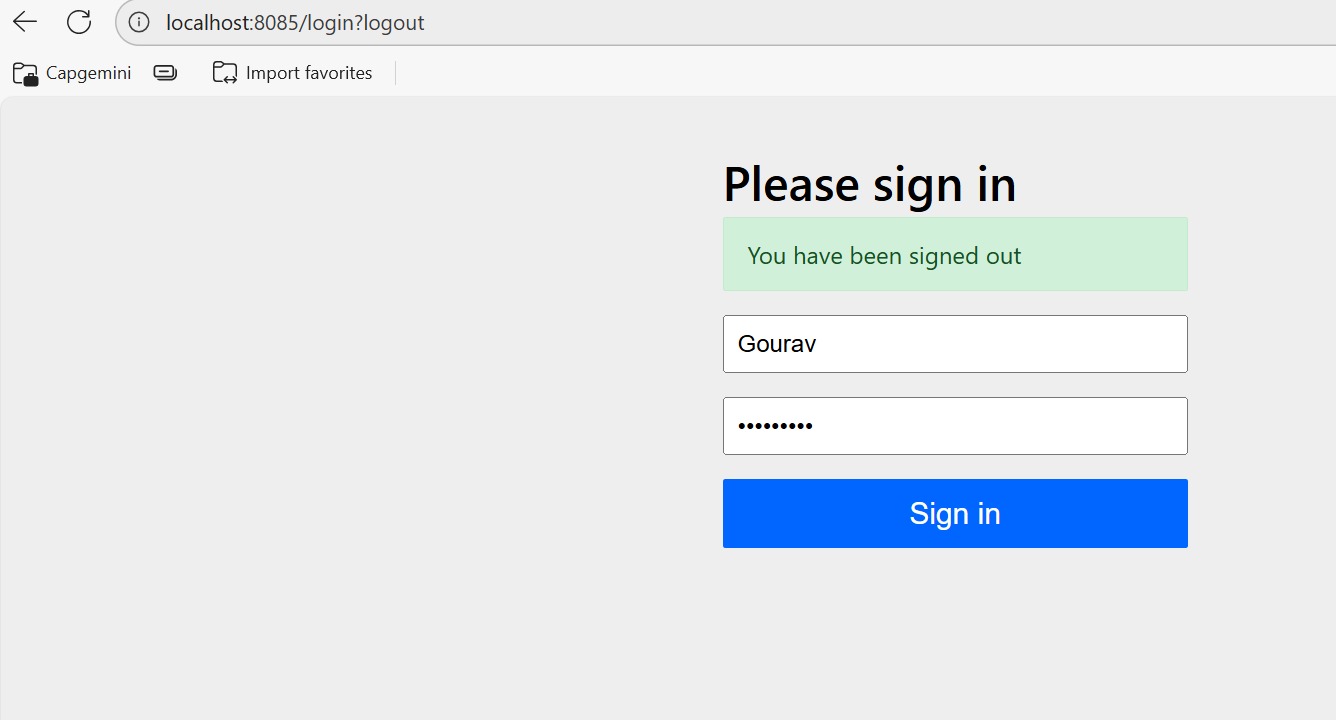 localhost:8085/login?logout
Capgemini Import favorites
Please sign in
You have been signed out
Gourav
•••••••••
Sign in